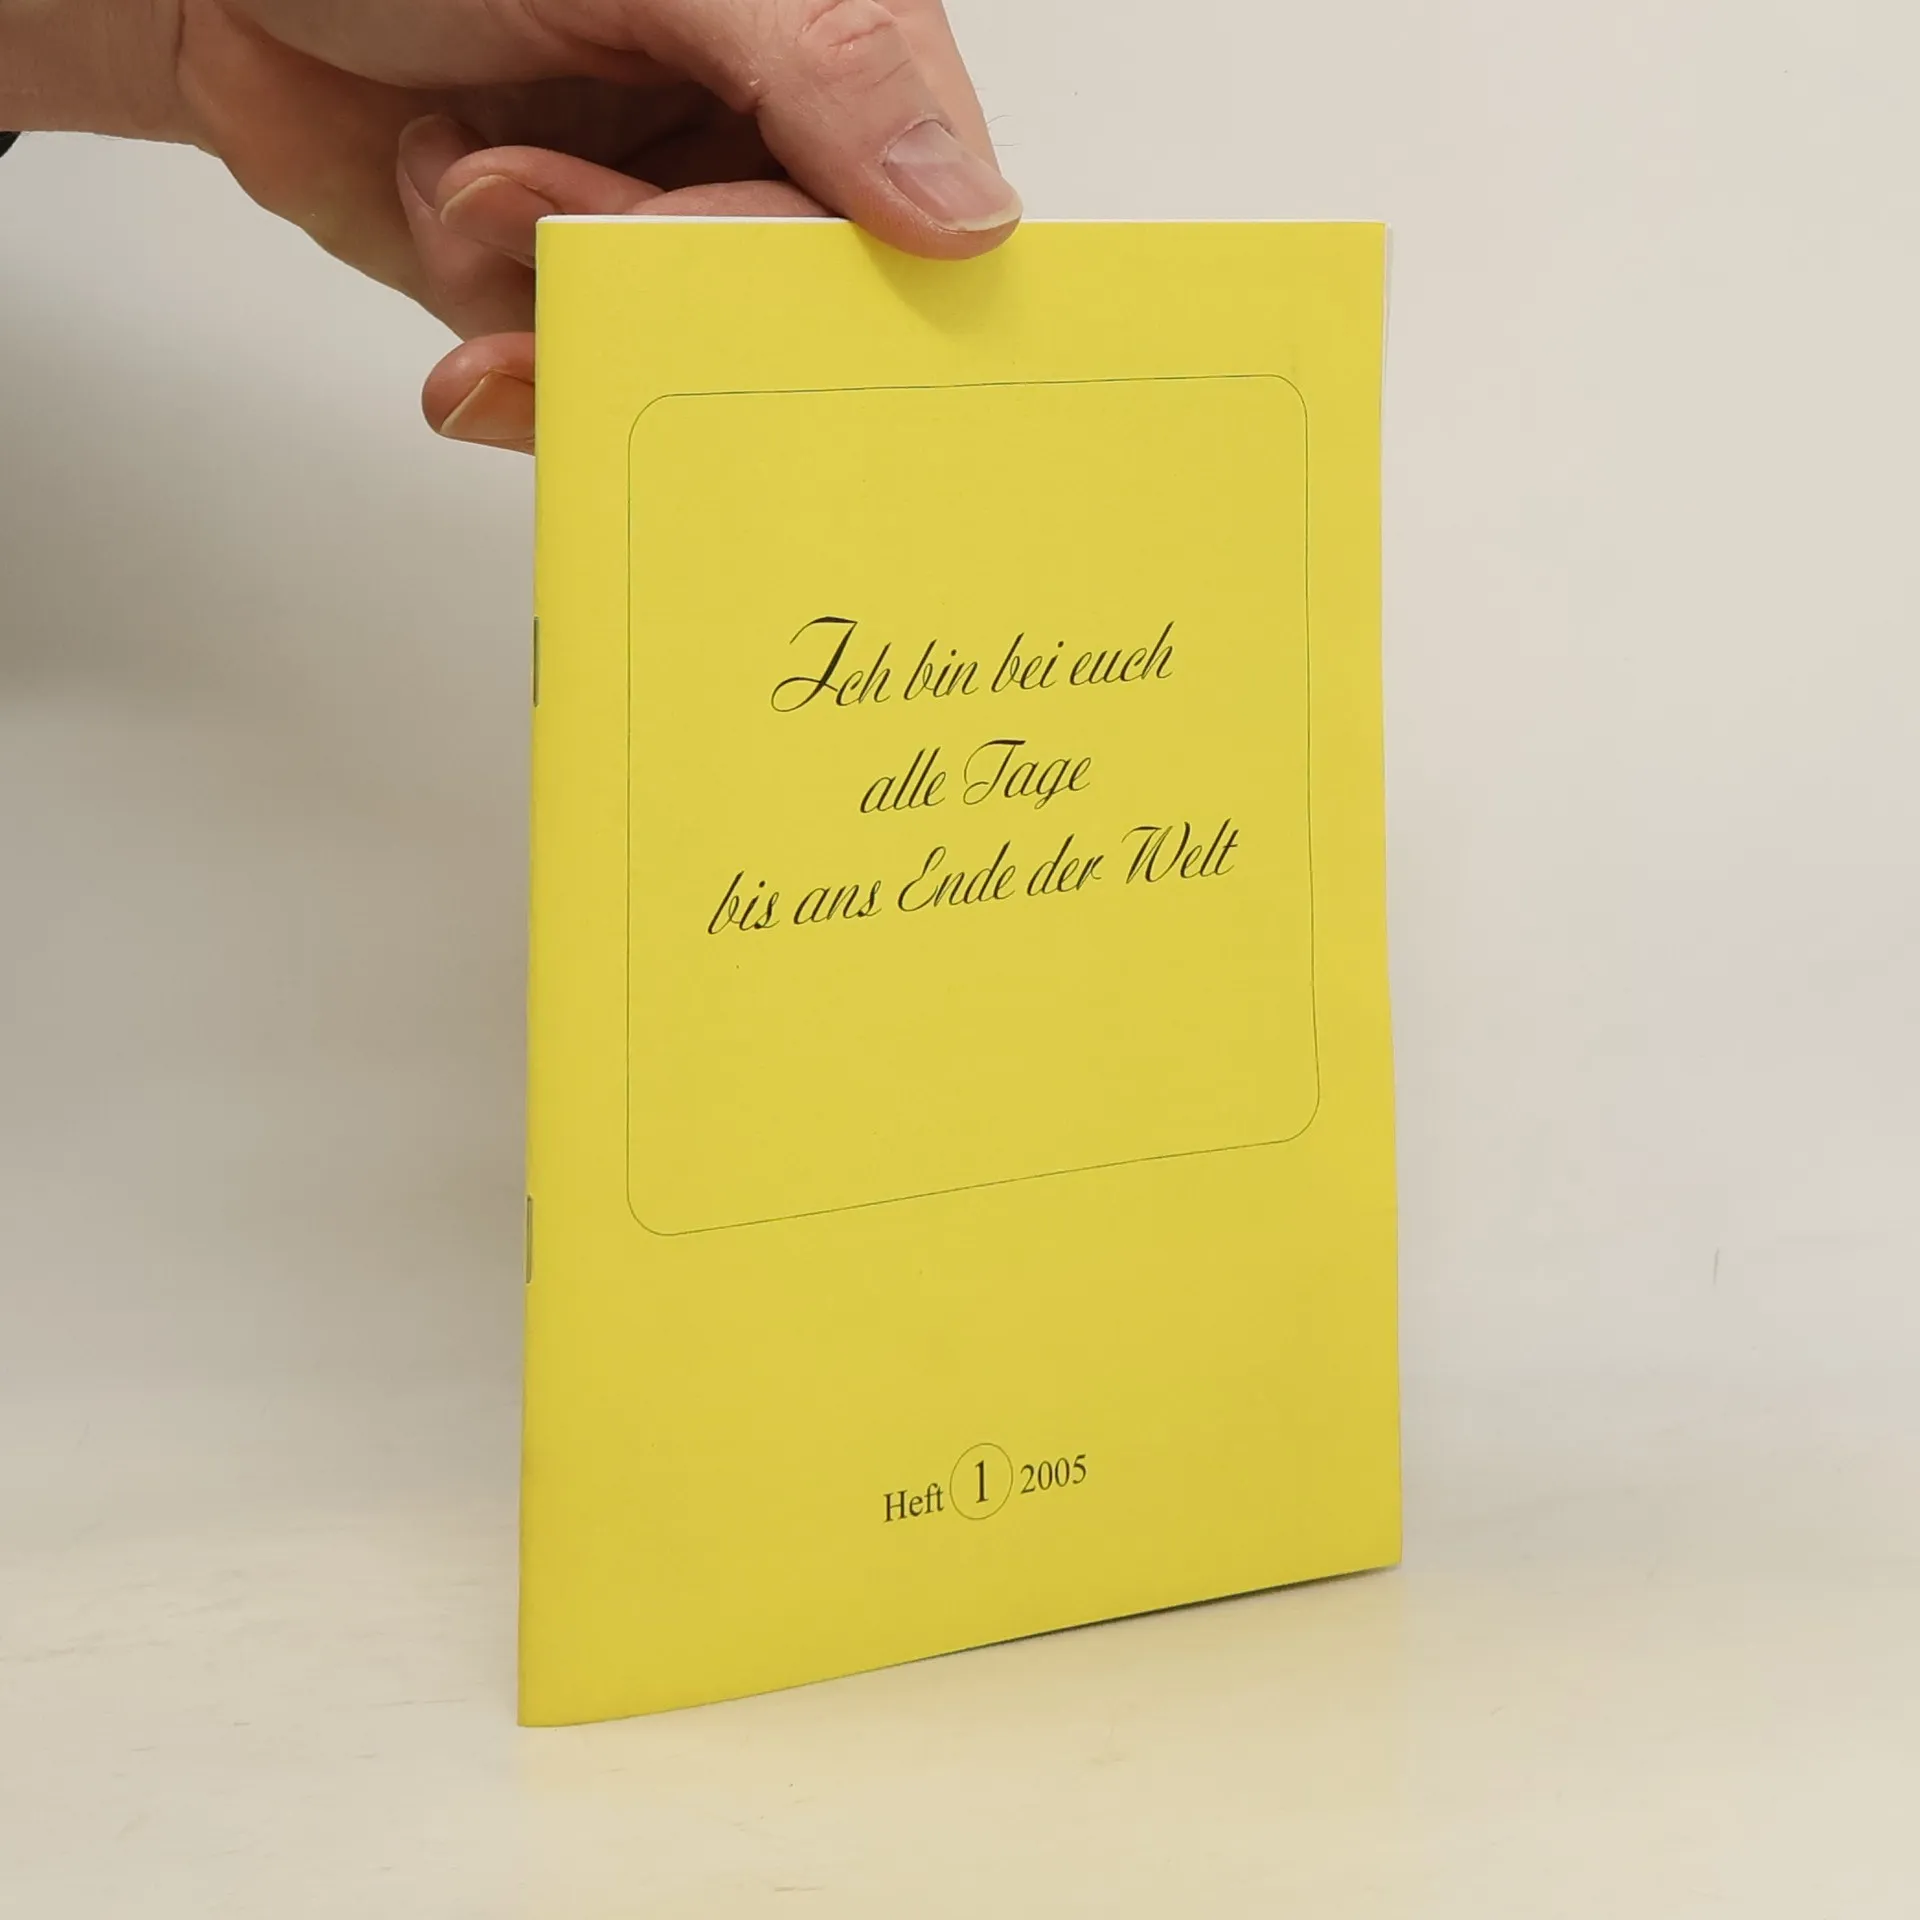 Ich bin bei euch
alle Tage
bis ans Ende der Welt
Heft 1 2005